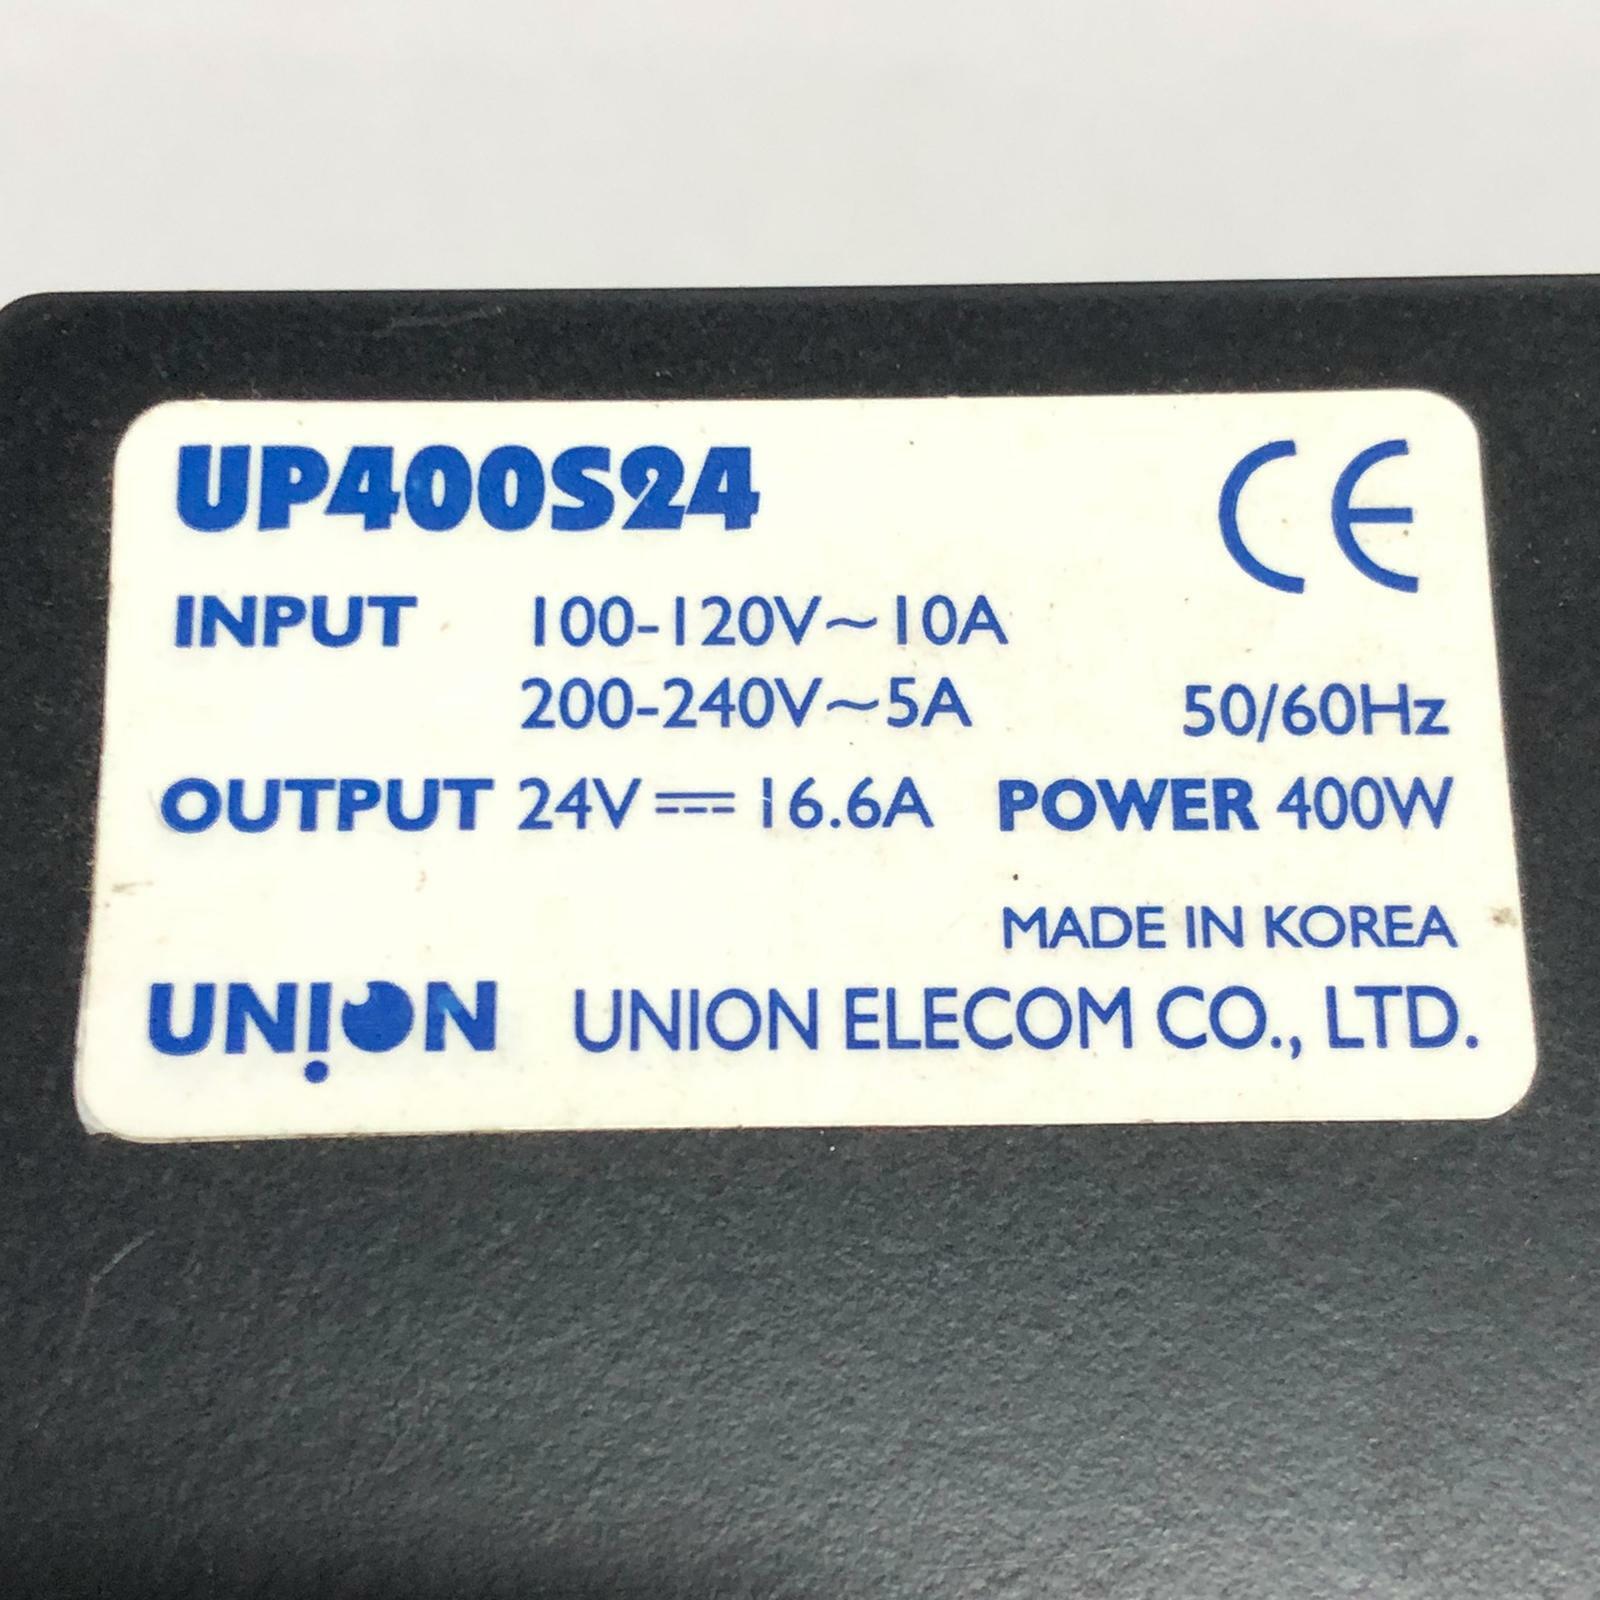 UP400S24 CE
INPUT 100-120V~10A
200-240V~5A 50/60Hz
OUTPUT 24V⎓16.6A POWER 400W
MADE IN KOREA
UNION UNION ELECOM CO., LTD.